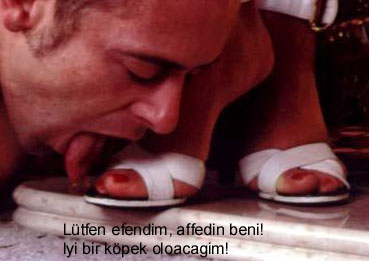 Lütfen efendim, affedin beni!
Iyi bir köpek oloacagim!